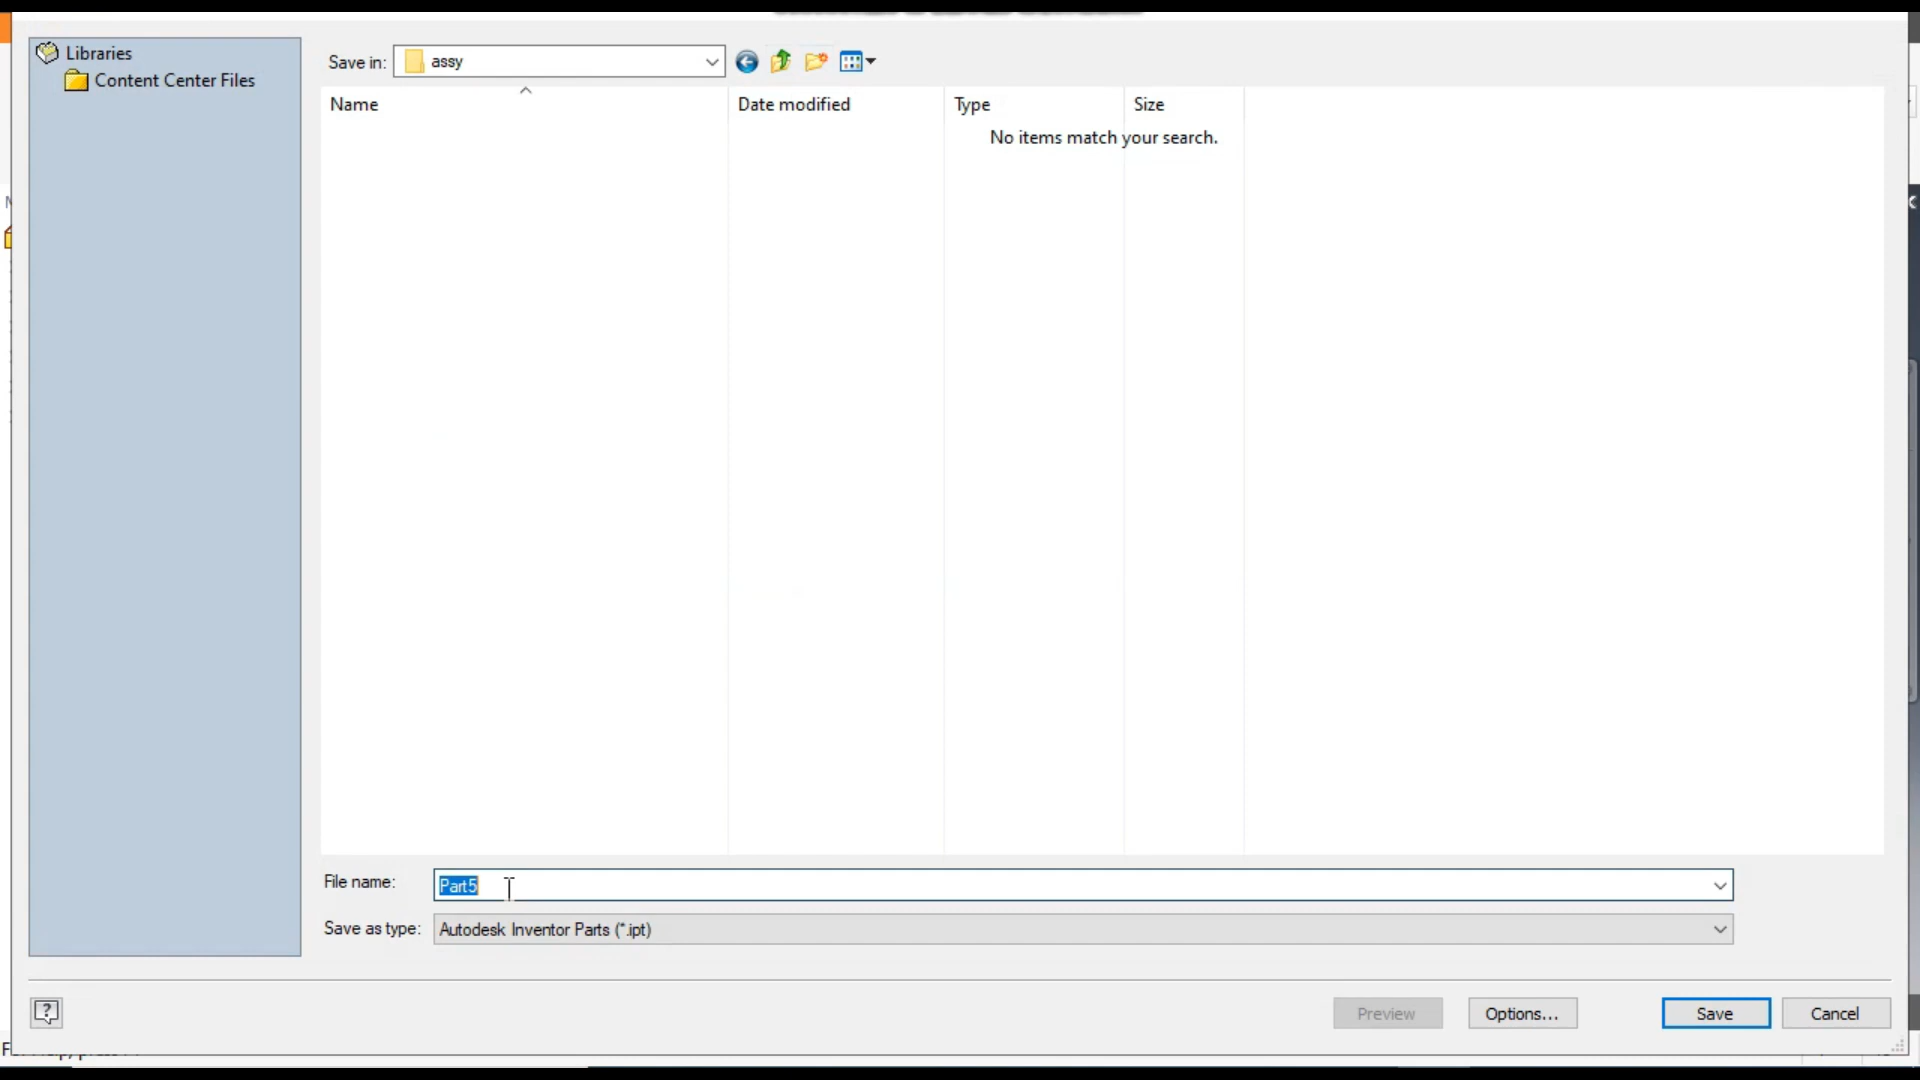 Libraries
Content Center Files
Save in:
assy
Name
Date modified
Type
Size
No items match your search.
File name:
Part5
Save as type:
Autodesk Inventor Parts (*.ipt)
Preview
Options...
Save
Cancel